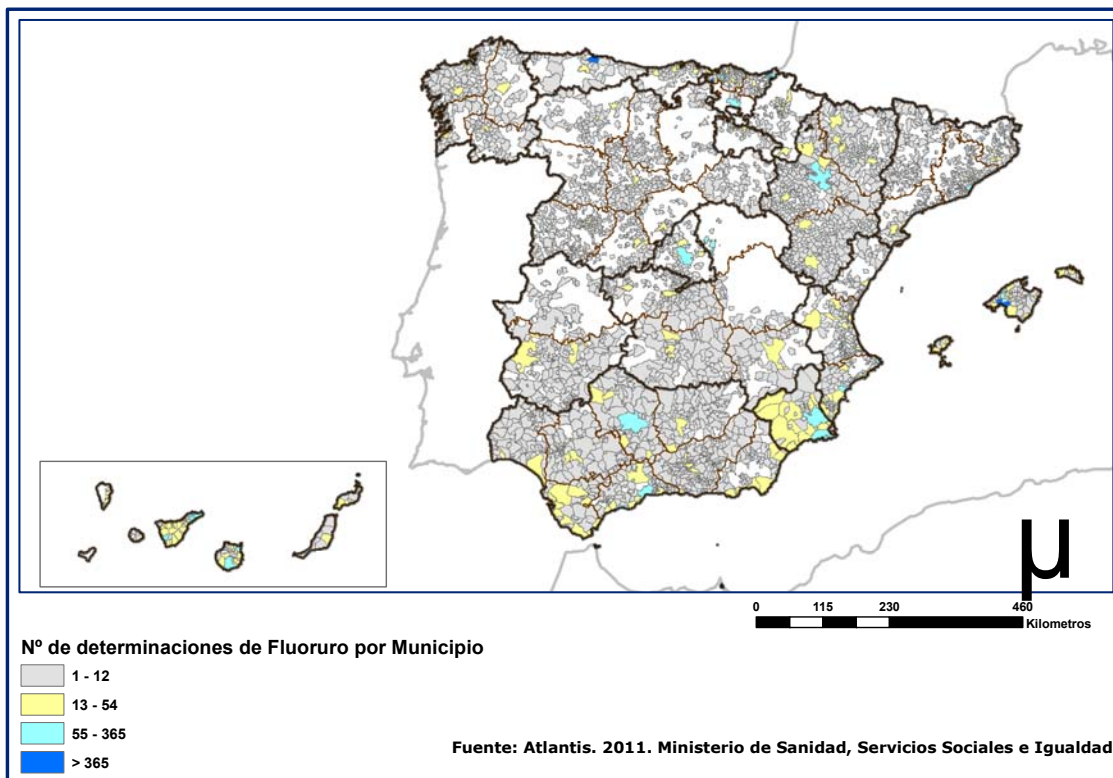 µ
0 115 230 460
Kilometros
Nº de determinaciones de Fluoruro por Municipio
1 - 12
13 - 54
55 - 365
> 365
Fuente: Atlantis. 2011. Ministerio de Sanidad, Servicios Sociales e Igualdad